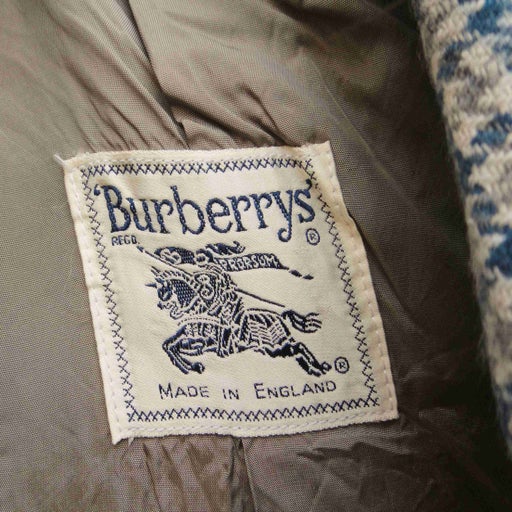 'Burberrys'
REGD. ®
PRORSUM
®
MADE IN ENGLAND